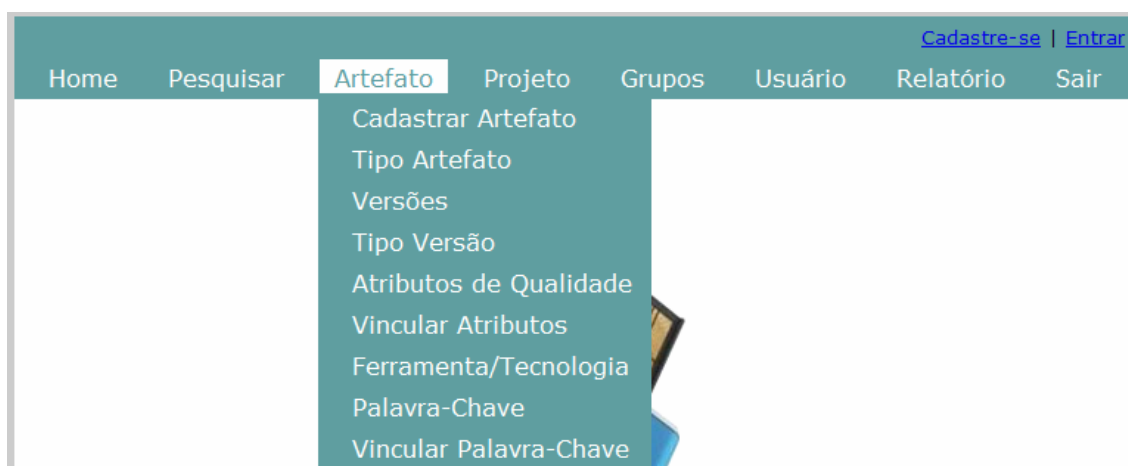 Cadastre-se | Entrar
Home Pesquisar Artefato Projeto Grupos Usuário Relatório Sair
Cadastrar Artefato
Tipo Artefato
Versões
Tipo Versão
Atributos de Qualidade
Vincular Atributos
Ferramenta/Tecnologia
Palavra-Chave
Vincular Palavra-Chave